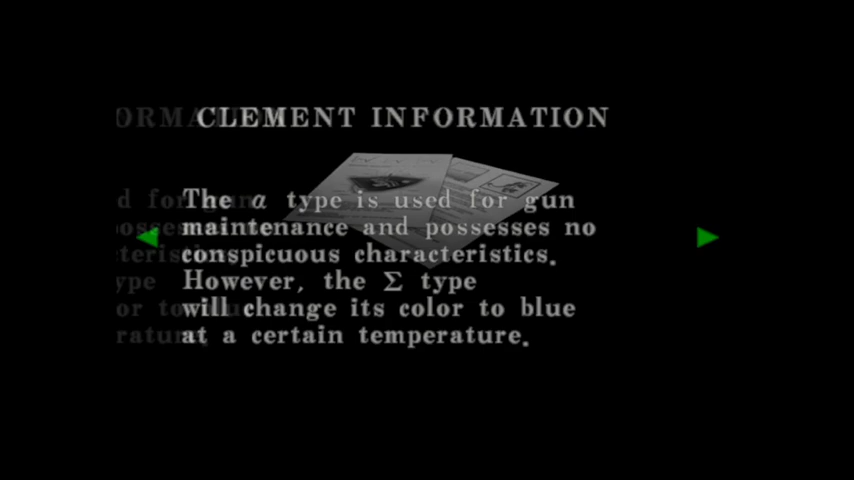 CLEMENT INFORMATION
The α type is used for gun
maintenance and possesses no
conspicuous characteristics.
However, the Σ type
will change its color to blue
at a certain temperature.